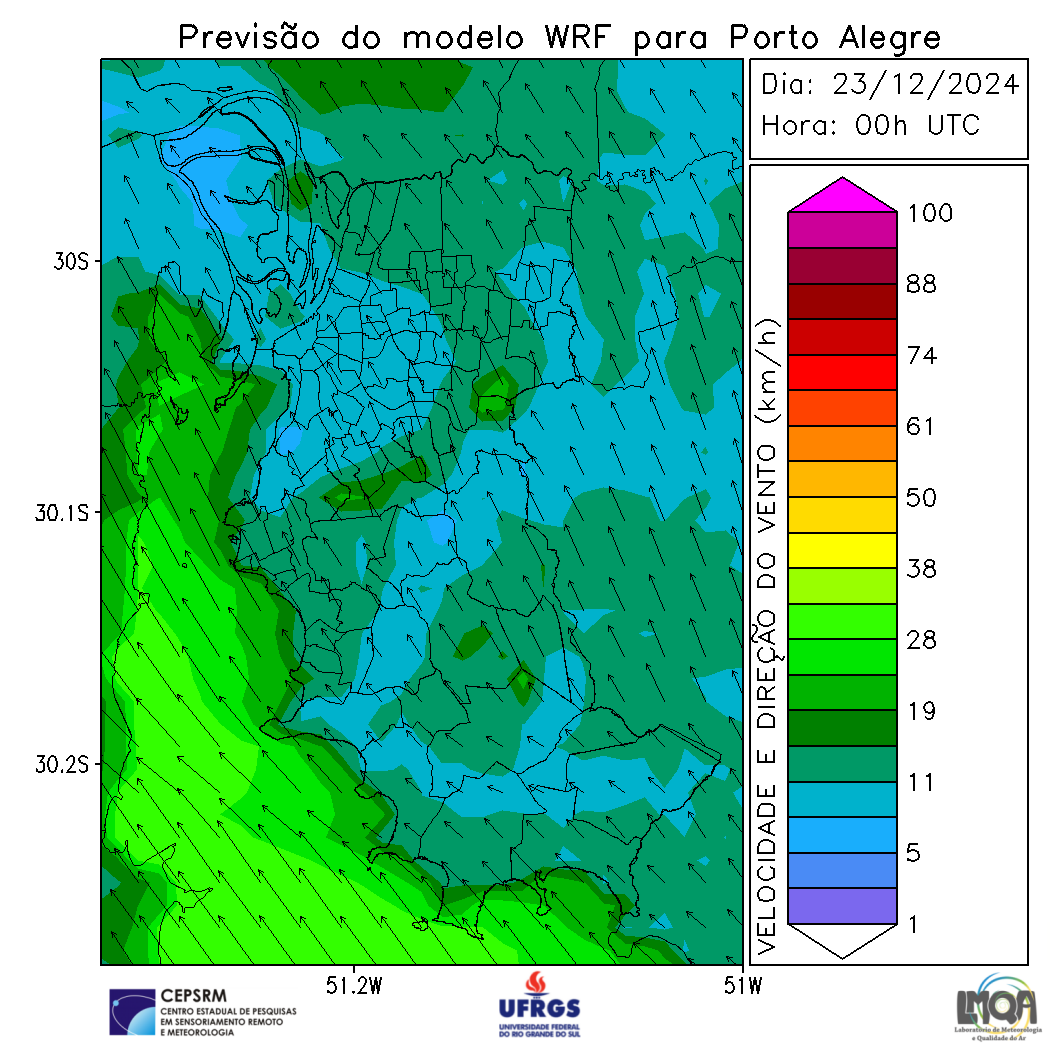 Previsão do modelo WRF para Porto Alegre
Dia: 23/12/2024
Hora: 00h UTC
30S
30.1S
30.2S
51.2W
51W
VELOCIDADE E DIREÇÃO DO VENTO (km/h)
100
88
74
61
50
38
28
19
11
5
1
CEPSRM
CENTRO ESTADUAL DE PESQUISAS
EM SENSORIAMENTO REMOTO
E METEOROLOGIA
UFRGS
UNIVERSIDADE FEDERAL
DO RIO GRANDE DO SUL
LMQA
Laboratório de Meteorologia
e Qualidade do Ar